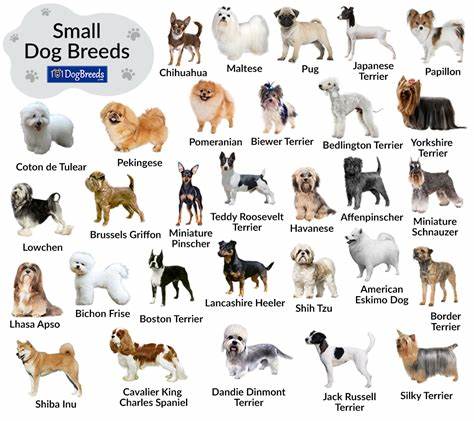 Small
Dog Breeds
101DogBreeds.com
Chihuahua
Maltese
Pug
Japanese
Terrier
Papillon
Coton de Tulear
Pekingese
Pomeranian
Biewer Terrier
Bedlington Terrier
Yorkshire
Terrier
Lowchen
Brussels Griffon
Miniature
Pinscher
Teddy Roosevelt
Terrier
Havanese
Affenpinscher
Miniature
Schnauzer
Lhasa Apso
Bichon Frise
Boston Terrier
Lancashire Heeler
Shih Tzu
American
Eskimo Dog
Border
Terrier
Shiba Inu
Cavalier King
Charles Spaniel
Dandie Dinmont
Terrier
Jack Russell
Terrier
Silky Terrier